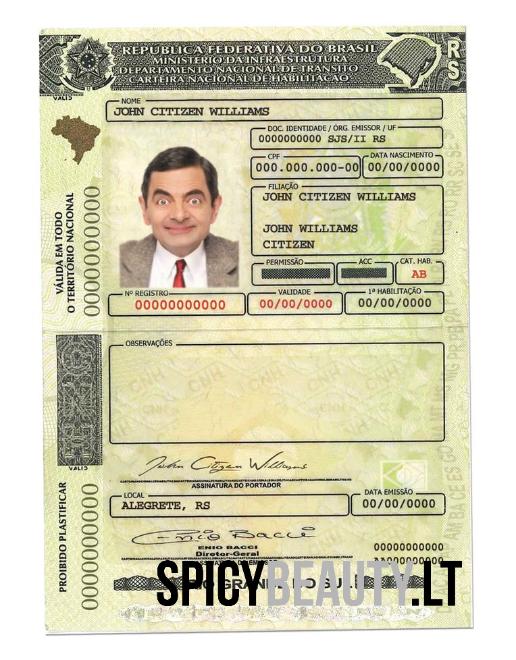 REPÚBLICA FEDERATIVA DO BRASIL
MINISTÉRIO DA INFRAESTRUTURA
DEPARTAMENTO NACIONAL DE TRÂNSITO
CARTEIRA NACIONAL DE HABILITAÇÃO
RS
NOME
JOHN CITIZEN WILLIAMS
DOC. IDENTIDADE / ÓRG. EMISSOR / UF
0000000000 SJS/II RS
CPF
000.000.000-00
DATA NASCIMENTO
00/00/0000
FILIAÇÃO
JOHN CITIZEN WILLIAMS
JOHN WILLIAMS
CITIZEN
PERMISSÃO
ACC
CAT. HAB.
AB
Nº REGISTRO
00000000000
VALIDADE
00/00/0000
1ª HABILITAÇÃO
00/00/0000
VÁLIDA EM TODO
O TERRITÓRIO NACIONAL
0000000000
OBSERVAÇÕES
John Citizen Williams
ASSINATURA DO PORTADOR
LOCAL
ALEGRETE, RS
DATA EMISSÃO
00/00/0000
Enio Bacci
ENIO BACCI
Diretor-Geral
00000000000
PROIBIDO PLASTIFICAR
0000000000
SPICYBEAUTY.LT